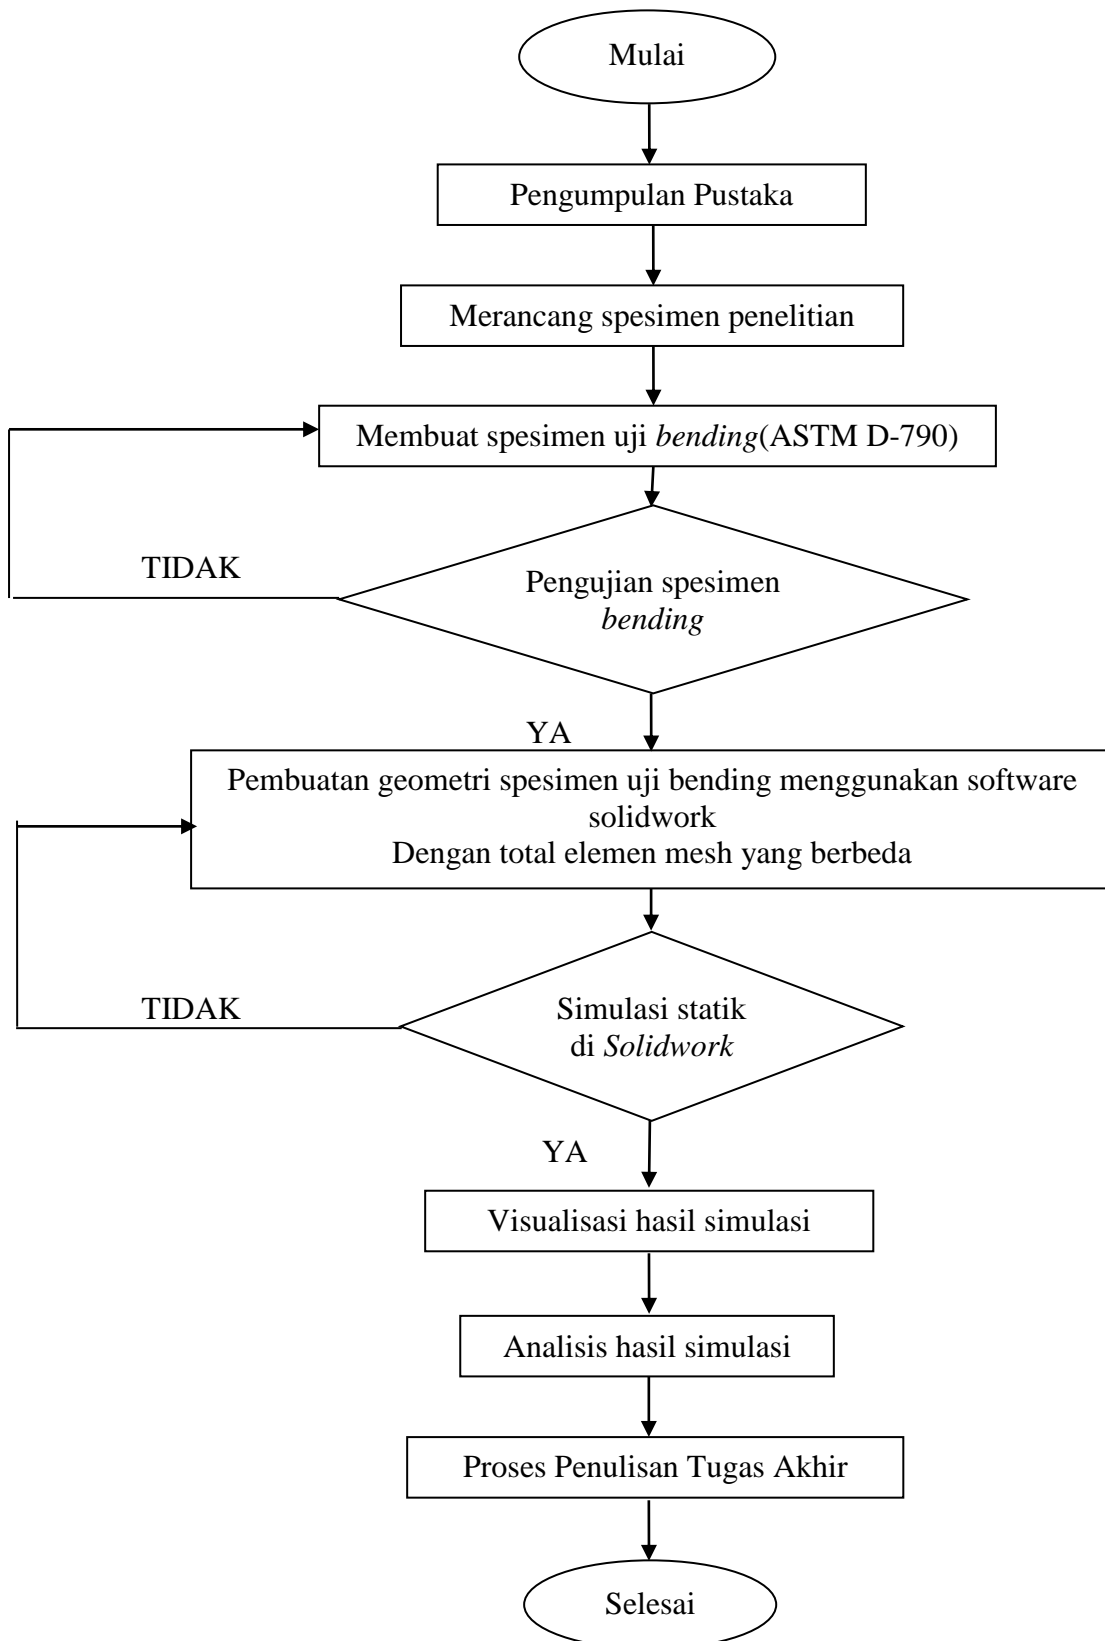 Mulai
Pengumpulan Pustaka
Merancang spesimen penelitian
Membuat spesimen uji bending(ASTM D-790)
TIDAK
Pengujian spesimen
bending
YA
Pembuatan geometri spesimen uji bending menggunakan software
solidwork
Dengan total elemen mesh yang berbeda
TIDAK
Simulasi statik
di Solidwork
YA
Visualisasi hasil simulasi
Analisis hasil simulasi
Proses Penulisan Tugas Akhir
Selesai